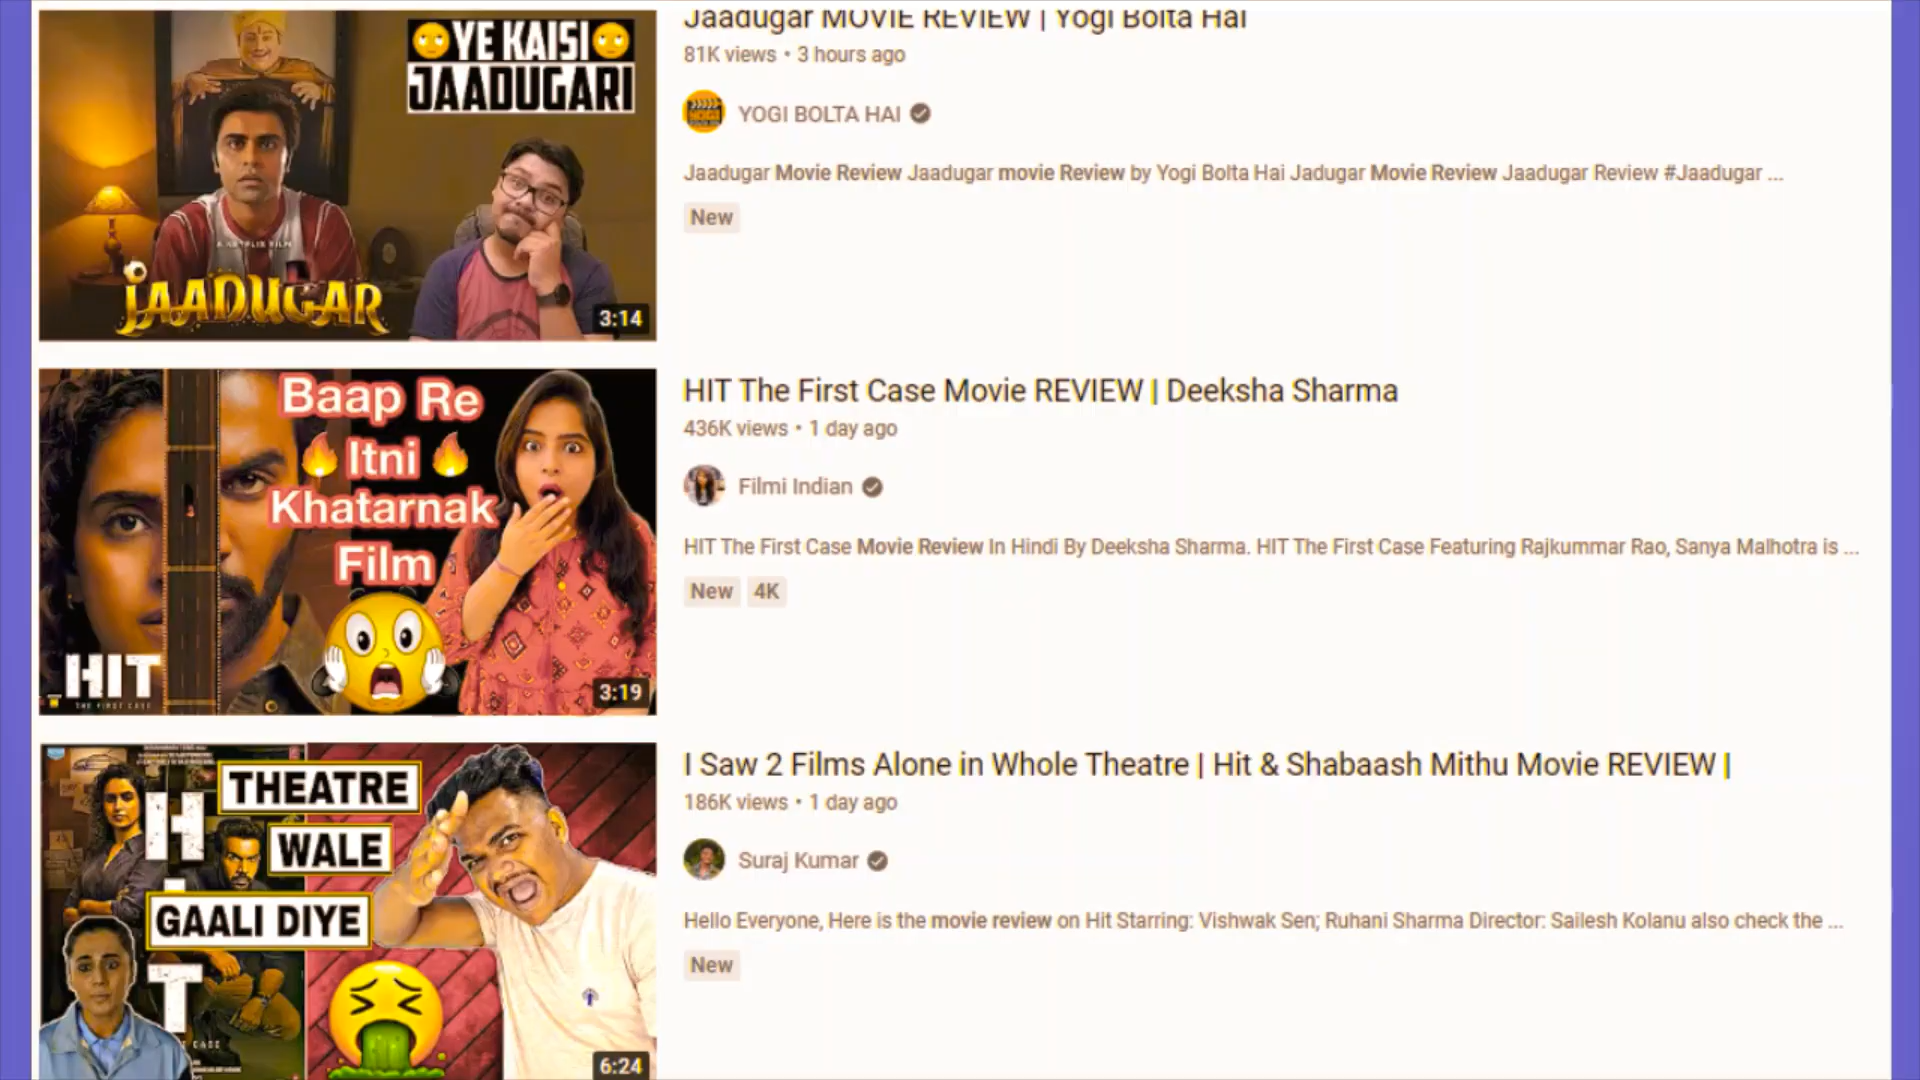 Jaadugar MOVIE REVIEW | Yogi Bolta Hai
81K views • 3 hours ago
YOGI BOLTA HAI
Jaadugar Movie Review Jaadugar movie Review by Yogi Bolta Hai Jadugar Movie Review Jaadugar Review #Jaadugar ...
New
YE KAISI
JAADUGARI
A NETFLIX FILM
JAADUGAR
3:14
HIT The First Case Movie REVIEW | Deeksha Sharma
436K views • 1 day ago
Filmi Indian
HIT The First Case Movie Review In Hindi By Deeksha Sharma. HIT The First Case Featuring Rajkummar Rao, Sanya Malhotra is ...
New 4K
Baap Re
Itni
Khatarnak
Film
HIT
THE FIRST CASE
3:19
I Saw 2 Films Alone in Whole Theatre | Hit & Shabaash Mithu Movie REVIEW |
186K views • 1 day ago
Suraj Kumar
Hello Everyone, Here is the movie review on Hit Starring: Vishwak Sen; Ruhani Sharma Director: Sailesh Kolanu also check the ...
New
THEATRE
WALE
GAALI DIYE
H
I
T
CASE
6:24